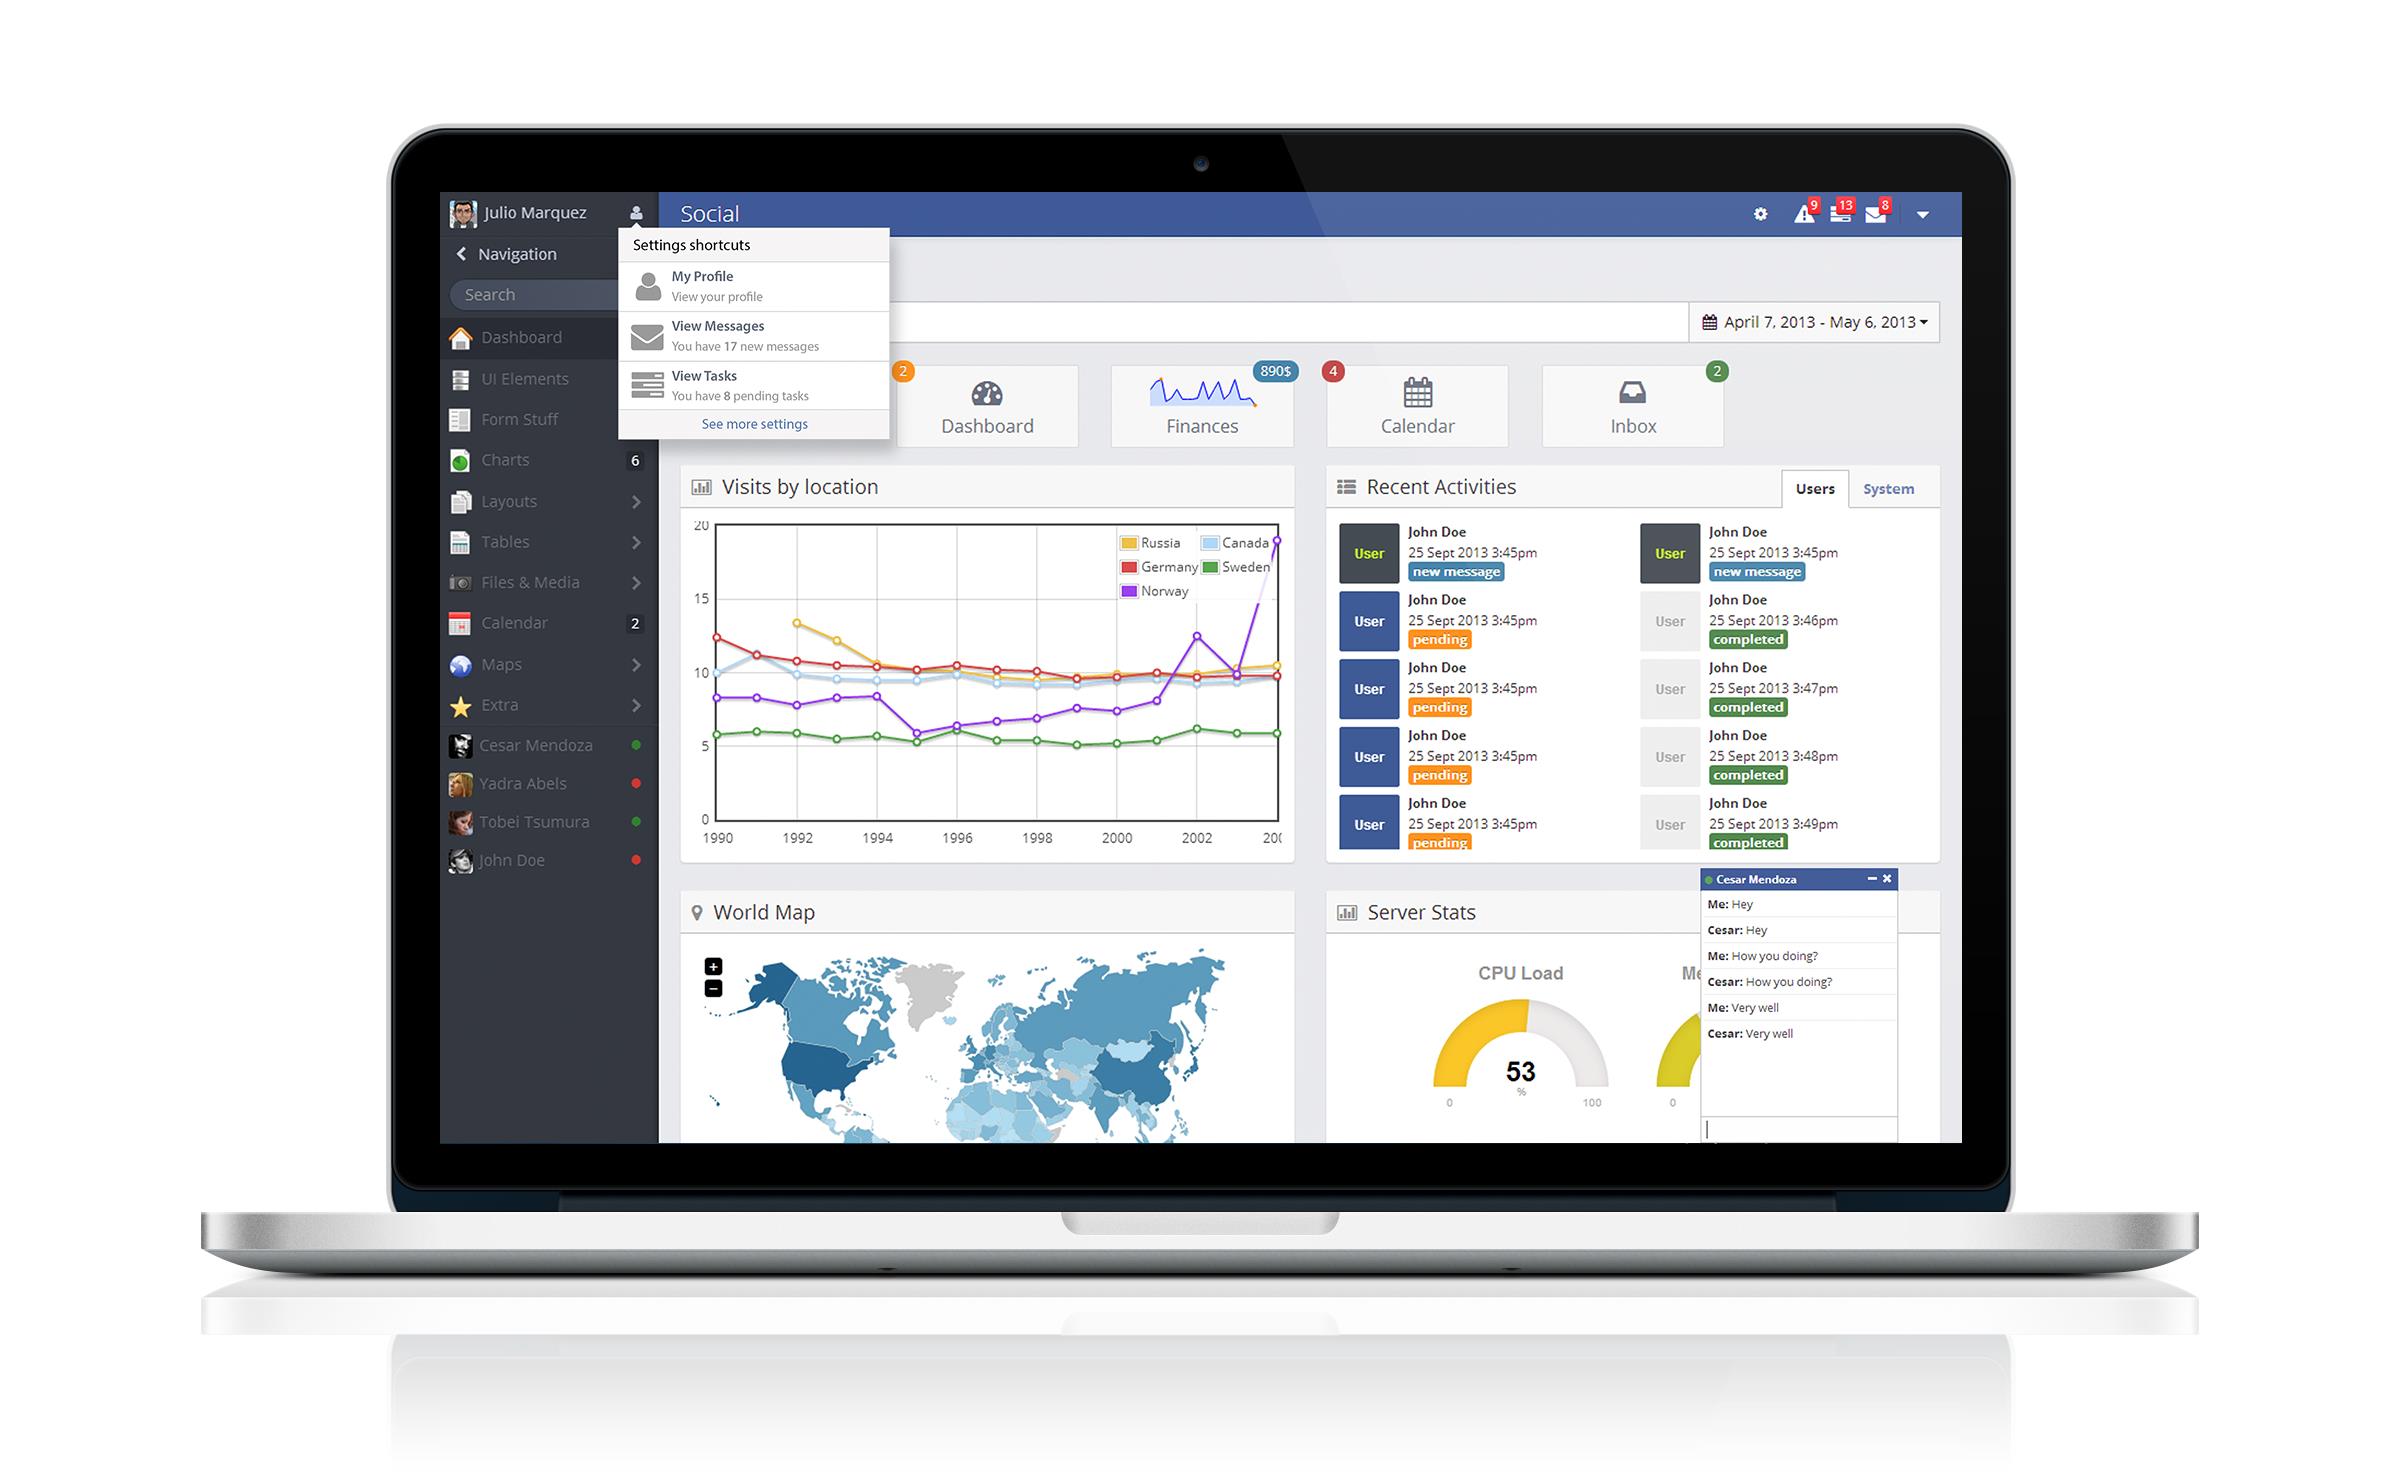 Julio Marquez
Social
9
13
8
Navigation
Search
Settings shortcuts
My Profile
View your profile
View Messages
You have 17 new messages
View Tasks
You have 8 pending tasks
See more settings
Dashboard
UI Elements
Form Stuff
Charts
6
Layouts
Tables
Files & Media
Calendar
2
Maps
Extra
Cesar Mendoza
Yadra Abels
Tobei Tsumura
John Doe
April 7, 2013 - May 6, 2013
2
Dashboard
890$
Finances
4
Calendar
2
Inbox
Visits by location
20
15
10
5
0
1990 1992 1994 1996 1998 2000 2002
Russia Canada
Germany Sweden
Norway
Recent Activities
Users System
User
John Doe
25 Sept 2013 3:45pm
new message
User
John Doe
25 Sept 2013 3:45pm
pending
User
John Doe
25 Sept 2013 3:45pm
pending
User
John Doe
25 Sept 2013 3:45pm
pending
User
John Doe
25 Sept 2013 3:45pm
pending
User
John Doe
25 Sept 2013 3:45pm
new message
User
John Doe
25 Sept 2013 3:46pm
completed
User
John Doe
25 Sept 2013 3:47pm
completed
User
John Doe
25 Sept 2013 3:48pm
completed
User
John Doe
25 Sept 2013 3:49pm
completed
World Map
Server Stats
CPU Load
53
%
0 100
0
Cesar Mendoza
Me: Hey
Cesar: Hey
Me: How you doing?
Cesar: How you doing?
Me: Very well
Cesar: Very well